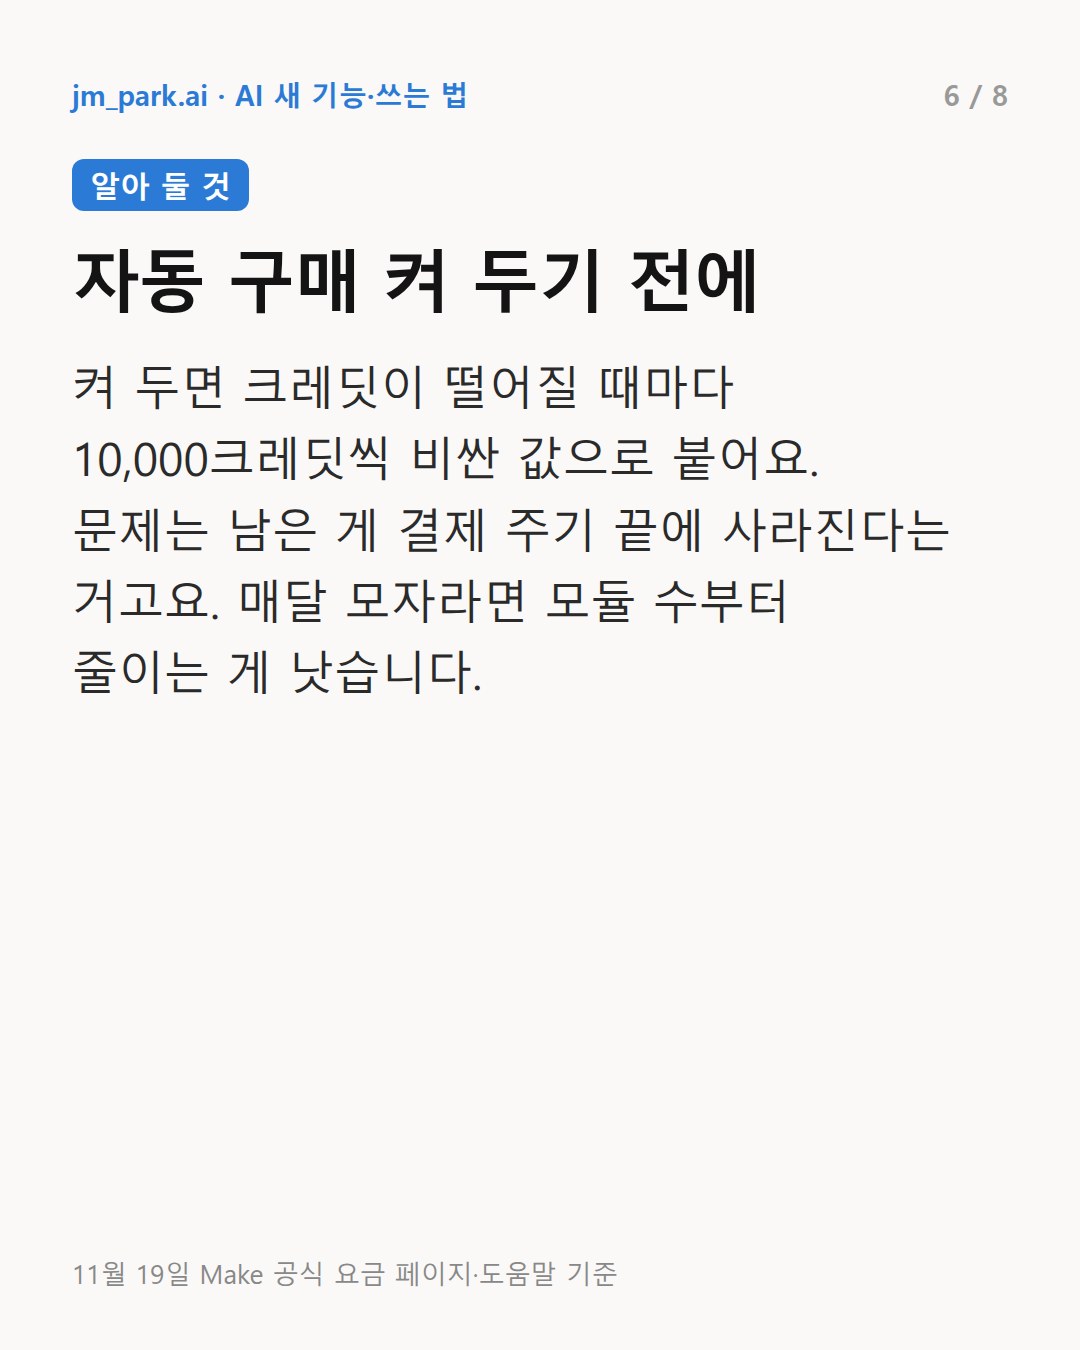 jm_park.ai · AI 새 기능·쓰는 법
6 / 8
알아 둘 것
자동 구매 켜 두기 전에
켜 두면 크레딧이 떨어질 때마다
10,000크레딧씩 비싼 값으로 붙어요.
문제는 남은 게 결제 주기 끝에 사라진다는
거고요. 매달 모자라면 모듈 수부터
줄이는 게 낫습니다.
11월 19일 Make 공식 요금 페이지·도움말 기준